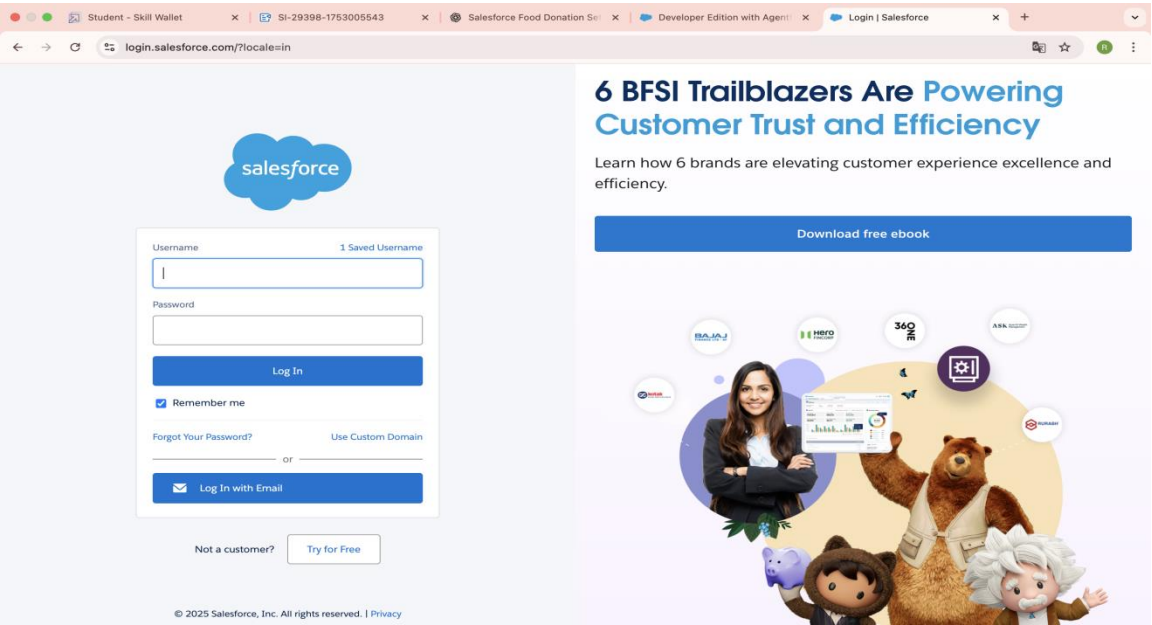 Student - Skill Wallet
SI-29398-1753005543
Salesforce Food Donation Se
Developer Edition with Agent
Login | Salesforce
login.salesforce.com/?locale=in
R
salesforce
Username
1 Saved Username
Password
Log In
Remember me
Forgot Your Password?
Use Custom Domain
or
Log In with Email
Not a customer?
Try for Free
© 2025 Salesforce, Inc. All rights reserved. | Privacy
6 BFSI Trailblazers Are Powering
Customer Trust and Efficiency
Learn how 6 brands are elevating customer experience excellence and
efficiency.
Download free ebook
BAJAJ
Hero
FINCORP
360
ONE
ASK
kotak